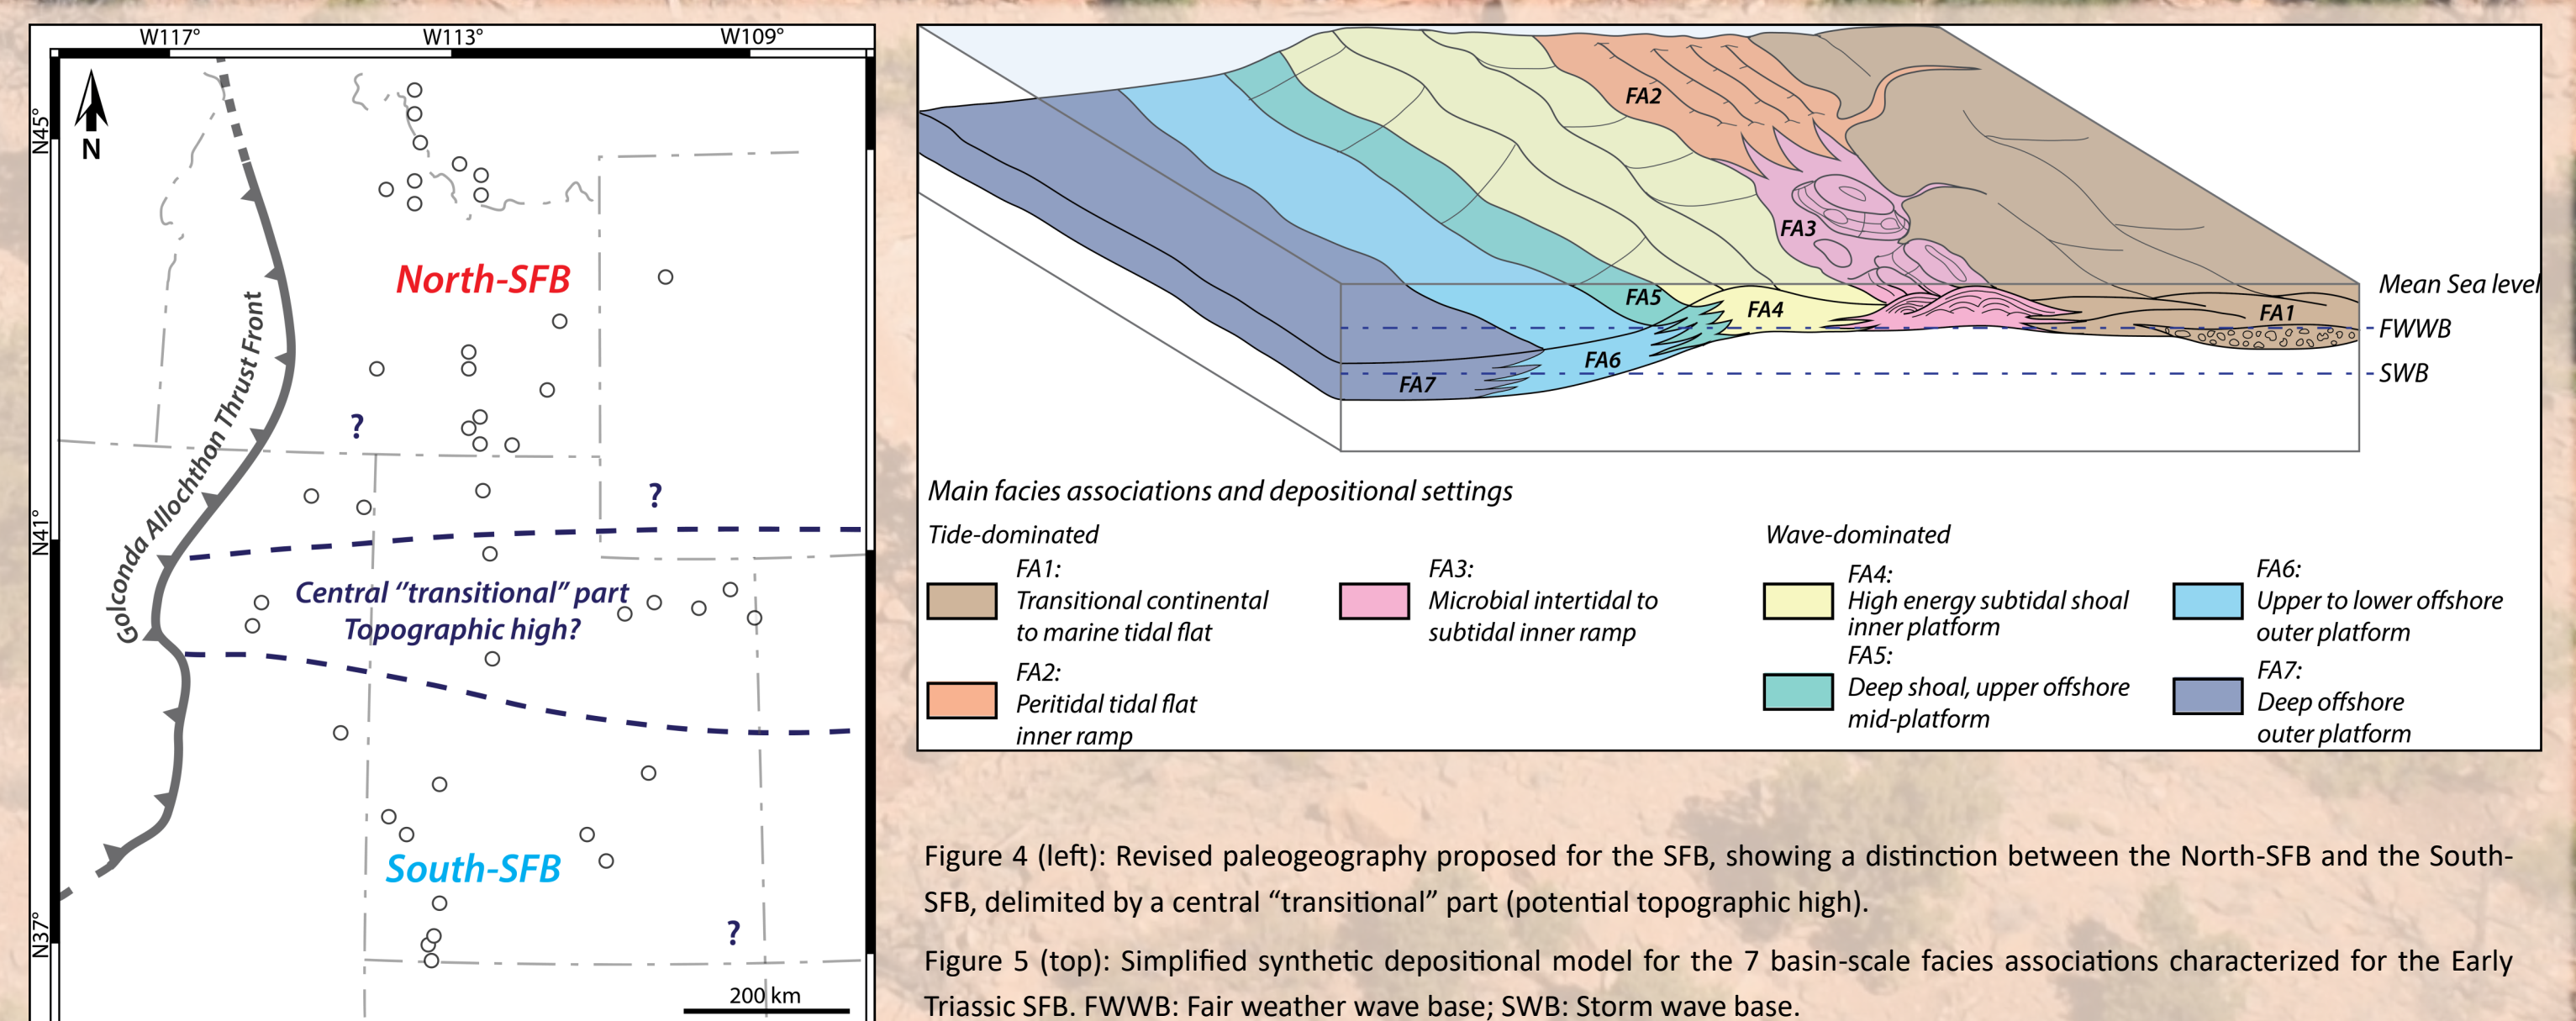 W117°
W113°
W109°
N45°
N
North-SFB
Golconda Allochthon Thrust Front
?
?
N41°
Central “transitional” part
Topographic high?
South-SFB
?
N37°
200 km
FA2
FA3
FA5
FA4
FA1
FA6
FA7
Mean Sea level
FWWB
SWB
Main facies associations and depositional settings
Tide-dominated
FA1:
Transitional continental
to marine tidal flat
FA2:
Peritidal tidal flat
inner ramp
FA3:
Microbial intertidal to
subtidal inner ramp
Wave-dominated
FA4:
High energy subtidal shoal
inner platform
FA5:
Deep shoal, upper offshore
mid-platform
FA6:
Upper to lower offshore
outer platform
FA7:
Deep offshore
outer platform
Figure 4 (left): Revised paleogeography proposed for the SFB, showing a distinction between the North-SFB and the South-
SFB, delimited by a central “transitional” part (potential topographic high).
Figure 5 (top): Simplified synthetic depositional model for the 7 basin-scale facies associations characterized for the Early
Triassic SFB. FWWB: Fair weather wave base; SWB: Storm wave base.